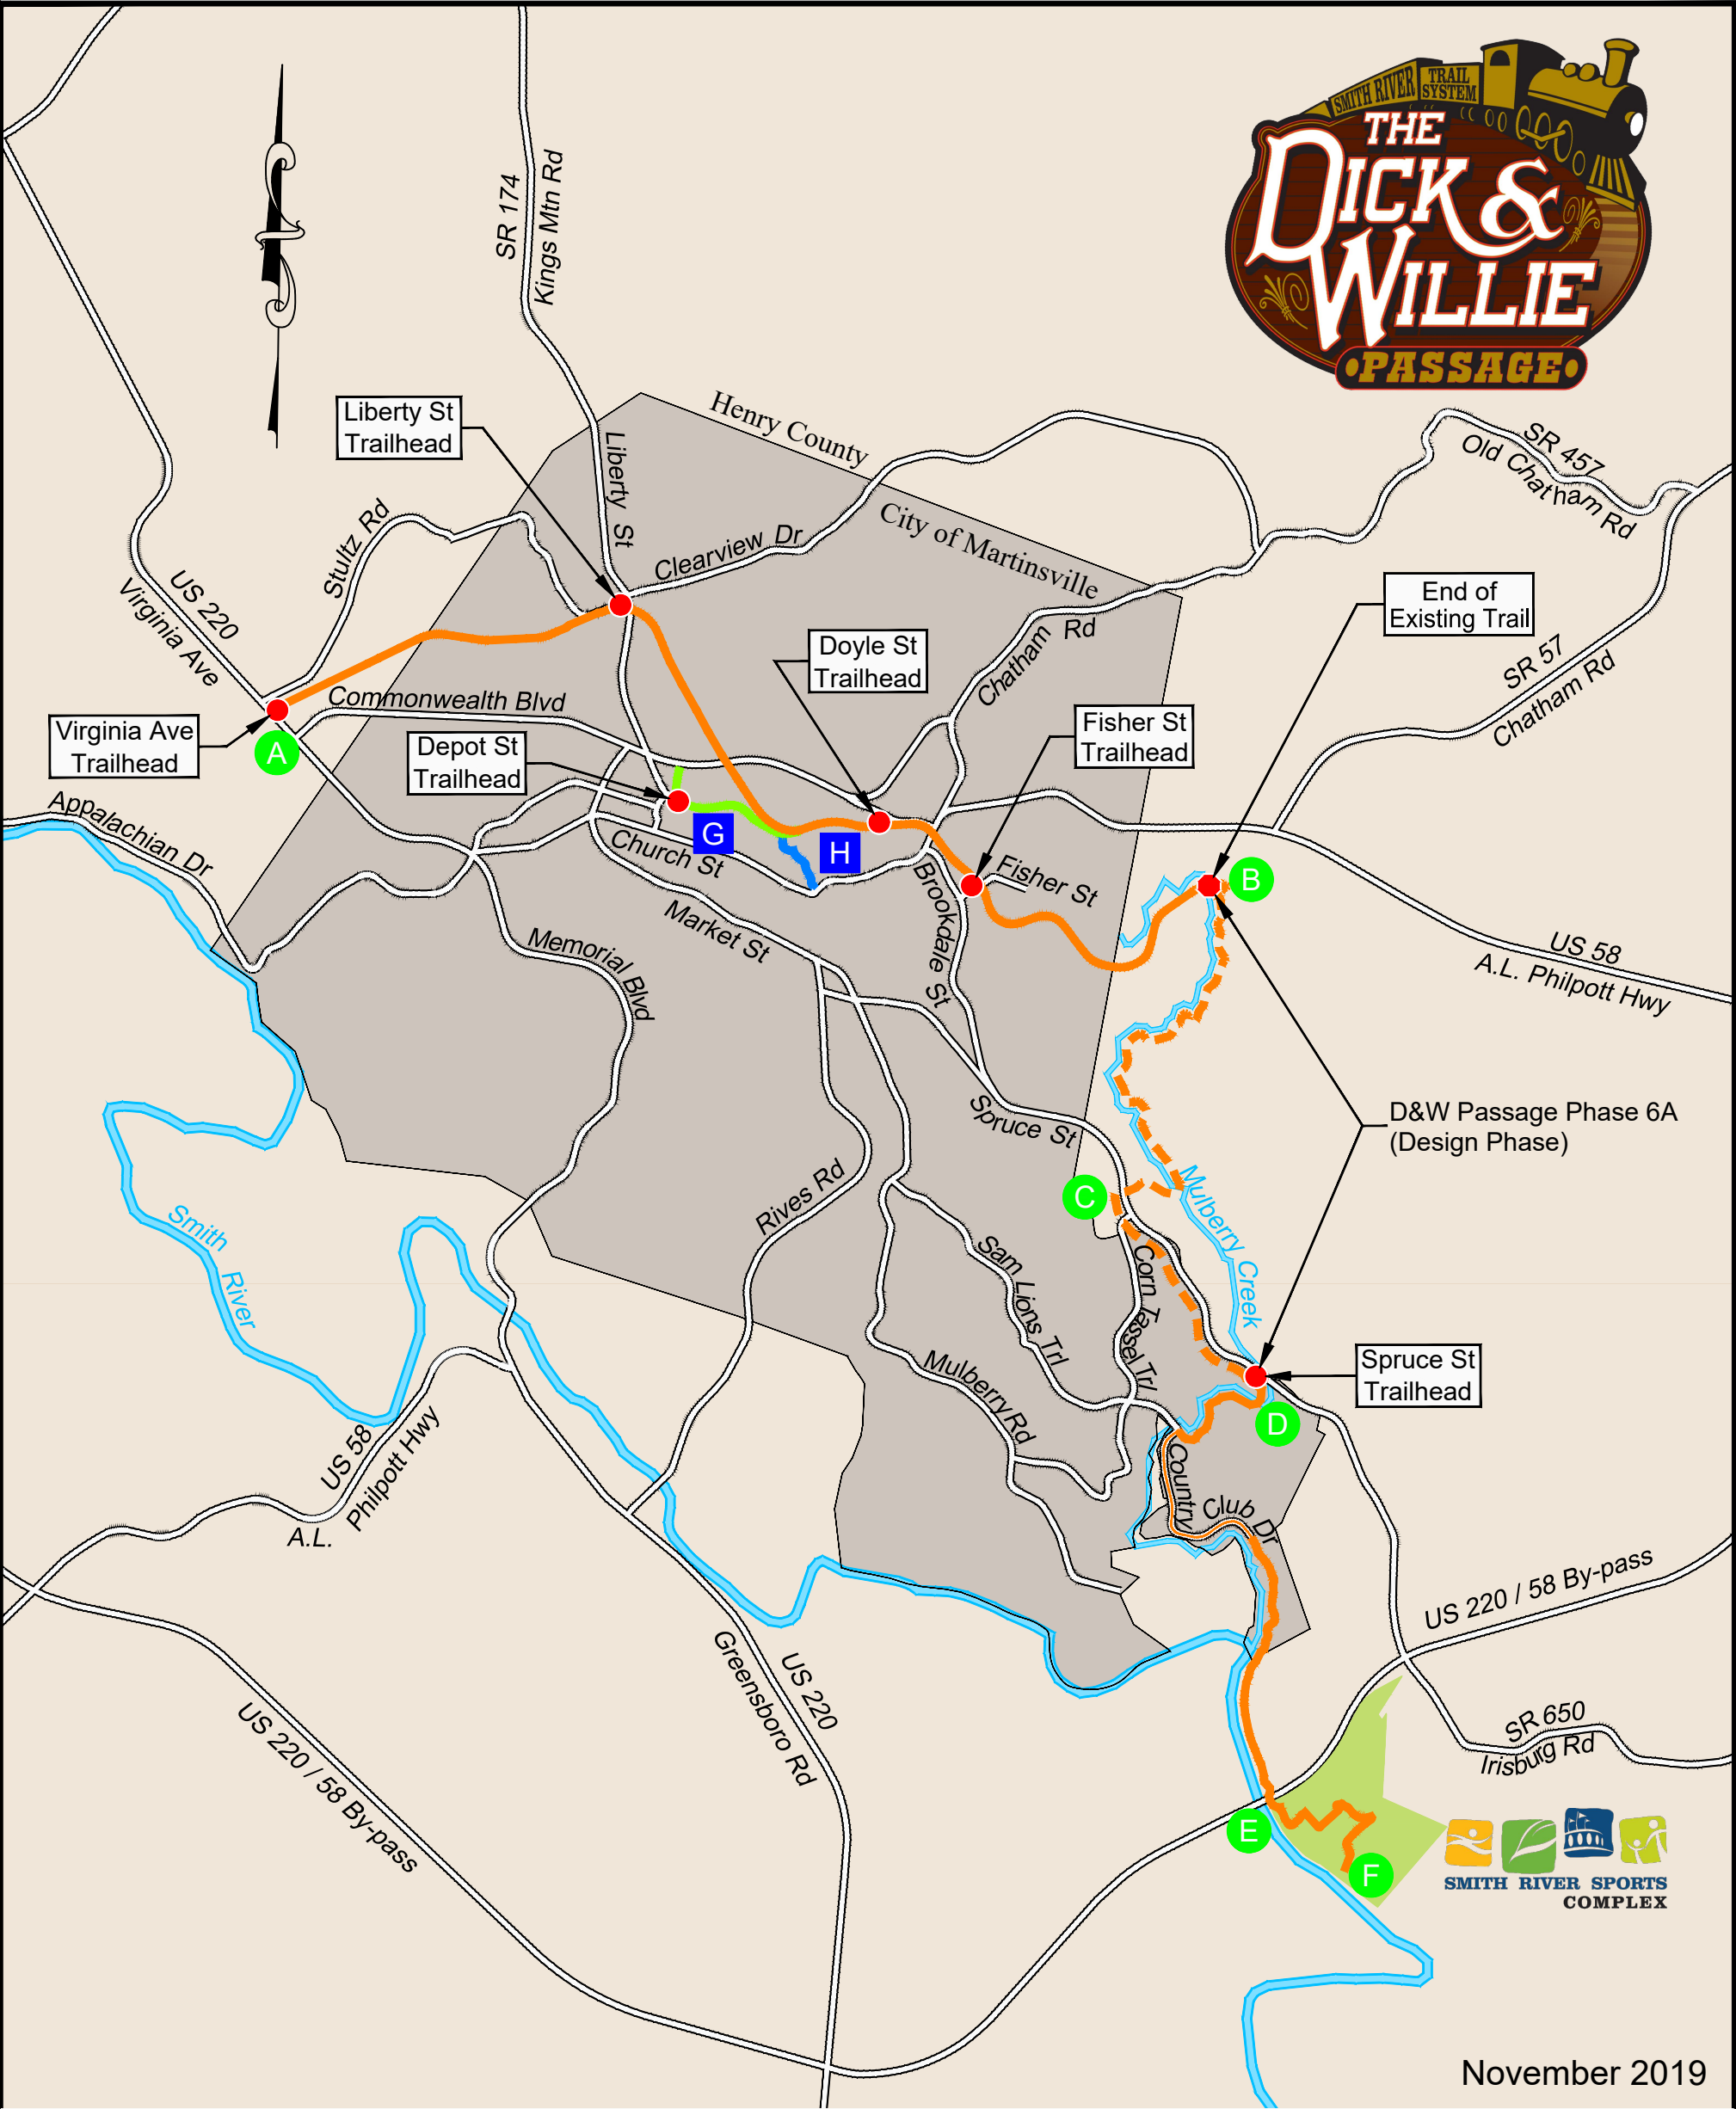 SMITH RIVER
TRAIL
SYSTEM
THE
DICK &
WILLIE
PASSAGE
SR 174
Kings Mtn Rd
Liberty St
Trailhead
Henry County
City of Martinsville
SR 457
Old Chatham Rd
Liberty St
Clearview Dr
Stultz Rd
US 220
Virginia Ave
End of
Existing Trail
Doyle St
Trailhead
Chatham Rd
SR 57
Chatham Rd
Commonwealth Blvd
Virginia Ave
Trailhead
A
Depot St
Trailhead
Fisher St
Trailhead
Appalachian Dr
G
H
Church St
Fisher St
B
Brookdale St
Market St
Memorial Blvd
US 58
A.L. Philpott Hwy
D&W Passage Phase 6A
(Design Phase)
Spruce St
Mulberry Creek
C
Rives Rd
Smith
River
Sam Lions Trl
Corn Tassel Trl
Mulberry Rd
Spruce St
Trailhead
D
US 58
A.L. Philpott Hwy
Country Club Dr
US 220 / 58 By-pass
US 220
Greensboro Rd
US 220 / 58 By-pass
SR 650
Irisburg Rd
E
F
SMITH RIVER SPORTS
COMPLEX
November 2019